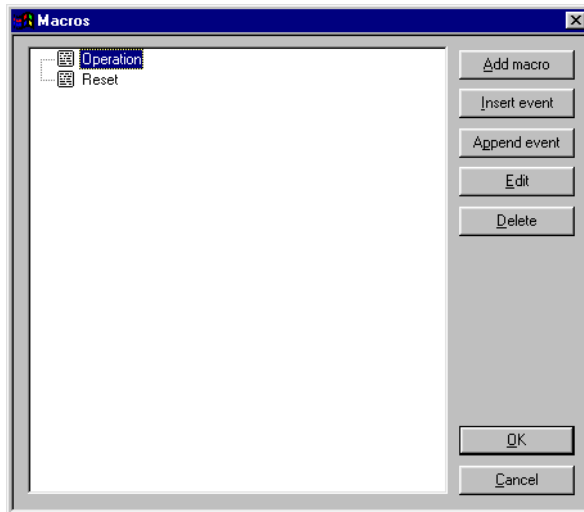 Macros
Operation
Reset
Add macro
Insert event
Append event
Edit
Delete
OK
Cancel